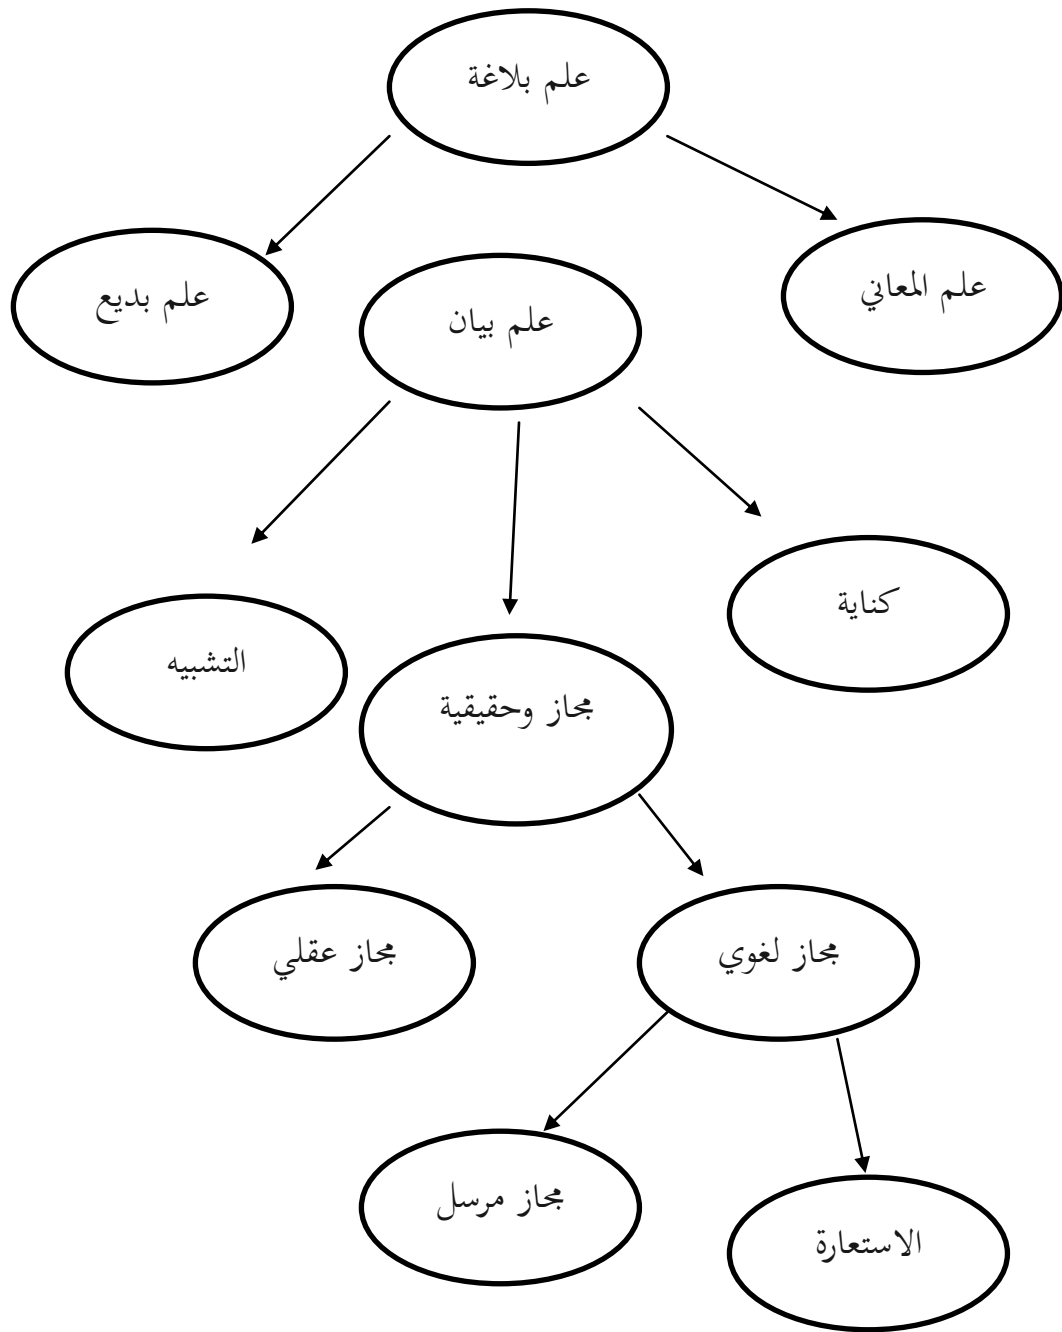 علم بلاغة
علم المعاني
علم بيان
علم بديع
كناية
مجاز وحقيقية
التشبيه
مجاز لغوي
مجاز عقلي
الاستعارة
مجاز مرسل